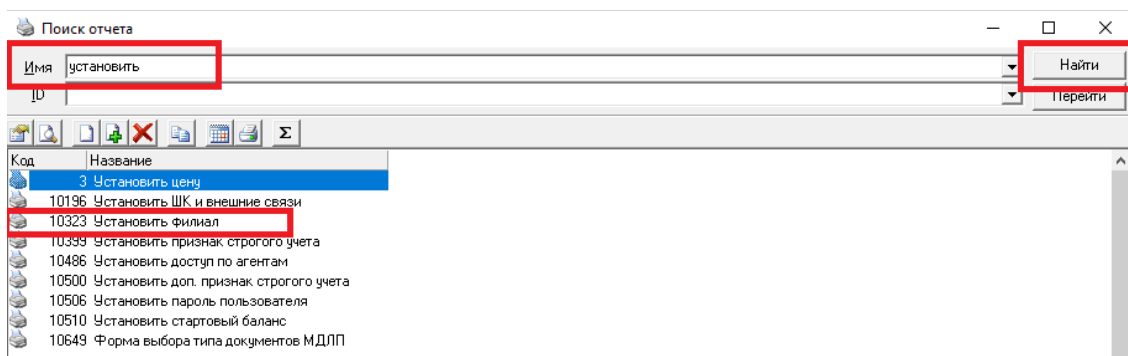 Поиск отчета
Имя установить Найти
ID Перейти
Σ
Код Название
3 Установить цену
10196 Установить ШК и внешние связи
10323 Установить филиал
10399 Установить признак строгого учета
10486 Установить доступ по агентам
10500 Установить доп. признак строгого учета
10506 Установить пароль пользователя
10510 Установить стартовый баланс
10649 Форма выбора типа документов МДЛП